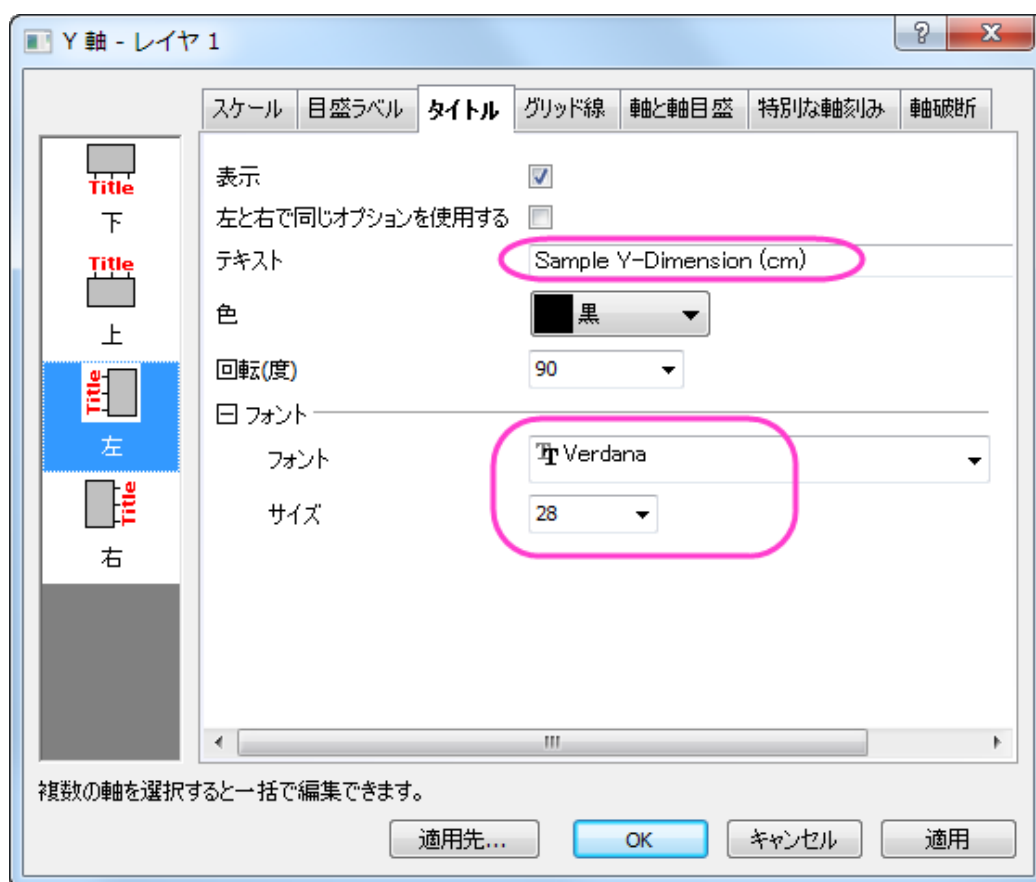 Y 軸 - レイヤ 1
スケール 目盛ラベル タイトル グリッド線 軸と軸目盛 特別な軸刻み 軸破断
Title
下
Title
上
Title
左
Title
右
表示
左と右で同じオプションを使用する
テキスト Sample Y-Dimension (cm)
色 黒
回転(度) 90
フォント
フォント Verdana
サイズ 28
複数の軸を選択すると一括で編集できます。
適用先... OK キャンセル 適用